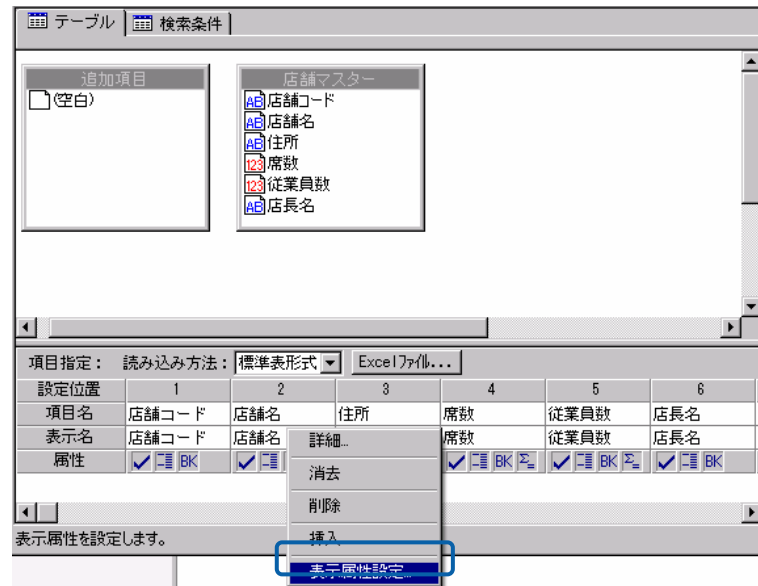 テーブル 検索条件
追加項目 店舗マスター
(空白)
AB 店舗コード
AB 店舗名
AB 住所
123 席数
123 従業員数
AB 店長名
項目指定： 読み込み方法： 標準表形式 Excelファイル...
設定位置 1 2 3 4 5 6
項目名 店舗コード 店舗名 住所 席数 従業員数 店長名
表示名 店舗コード 店舗名 席数 従業員数 店長名
属性 BK BK Σ BK Σ BK
詳細...
消去
削除
挿入
表示属性設定...
表示属性を設定します。